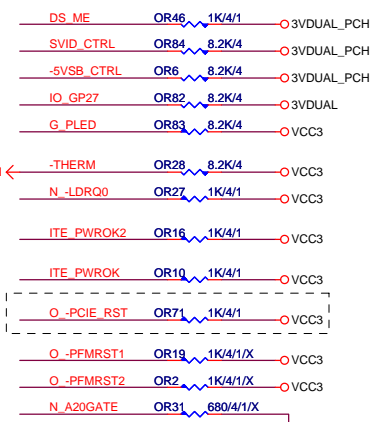 DS_ME OR46 1K/4/1 3VDUAL_PCH
SVID_CTRL OR84 8.2K/4 3VDUAL_PCH
-5VSB_CTRL OR6 8.2K/4 3VDUAL_PCH
IO_GP27 OR82 8.2K/4 3VDUAL
G_PLED OR83 8.2K/4 VCC3
-THERM OR28 8.2K/4 VCC3
N_-LDRQ0 OR27 1K/4/1 VCC3
ITE_PWROK2 OR16 1K/4/1 VCC3
ITE_PWROK OR10 1K/4/1 VCC3
O_-PCIE_RST OR71 1K/4/1 VCC3
O_-PFMRST1 OR19 1K/4/1/X VCC3
O_-PFMRST2 OR2 1K/4/1/X VCC3
N_A20GATE OR31 680/4/1/X